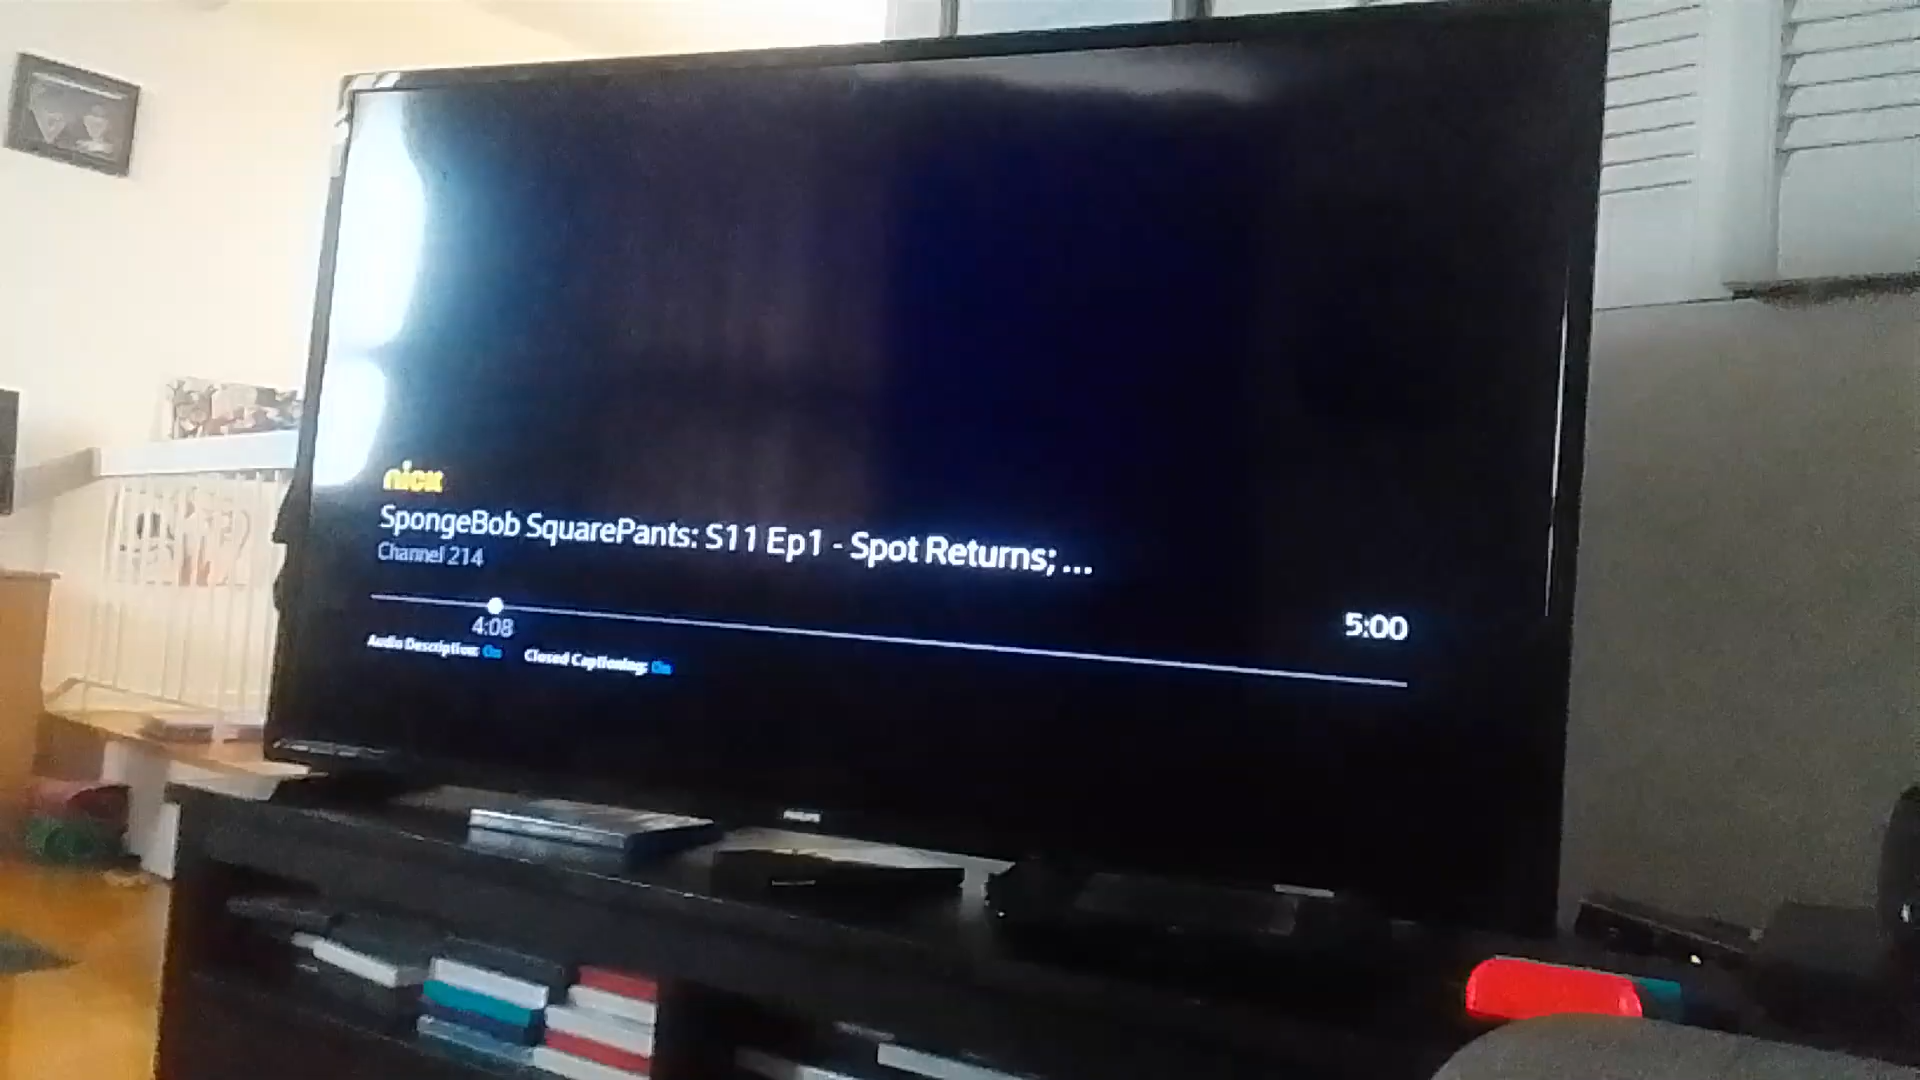 nick
SpongeBob SquarePants: S11 Ep1 - Spot Returns; ...
Channel 214
4:08
5:00
Audio Description: On Closed Captioning: On
PHILIPS